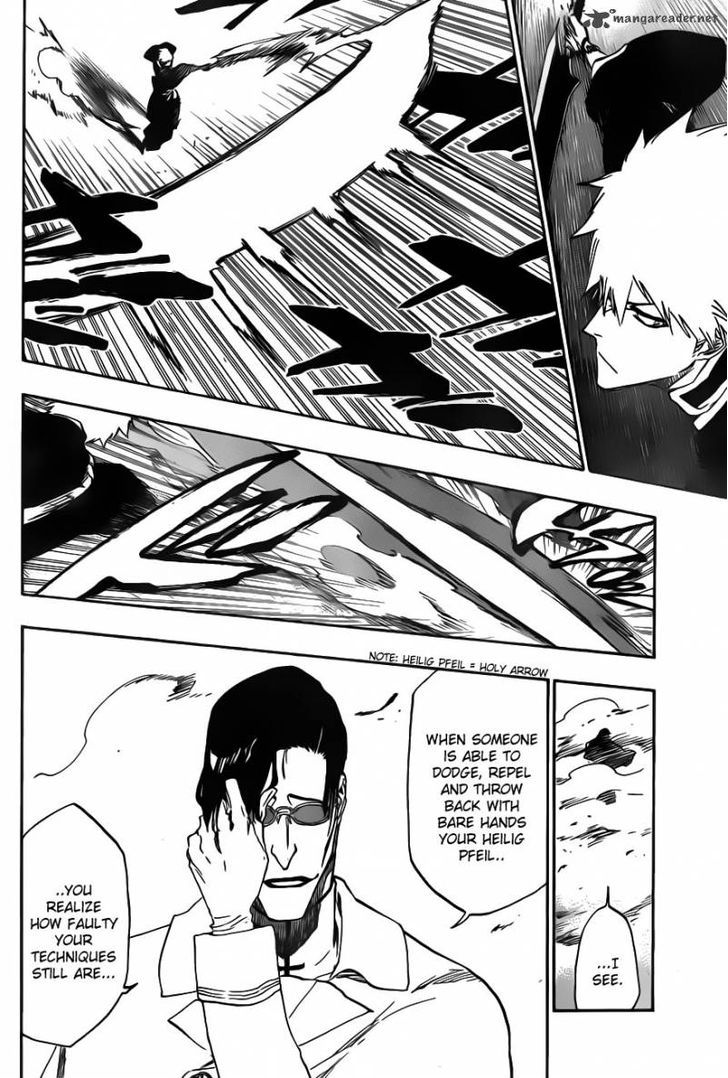 mangareader.net
NOTE: HEILIG PFEIL = HOLY ARROW
...I
SEE.
WHEN SOMEONE
IS ABLE TO
DODGE, REPEL
AND THROW
BACK WITH
BARE HANDS
YOUR HEILIG
PFEIL..
..YOU
REALIZE
HOW FAULTY
YOUR
TECHNIQUES
STILL ARE...